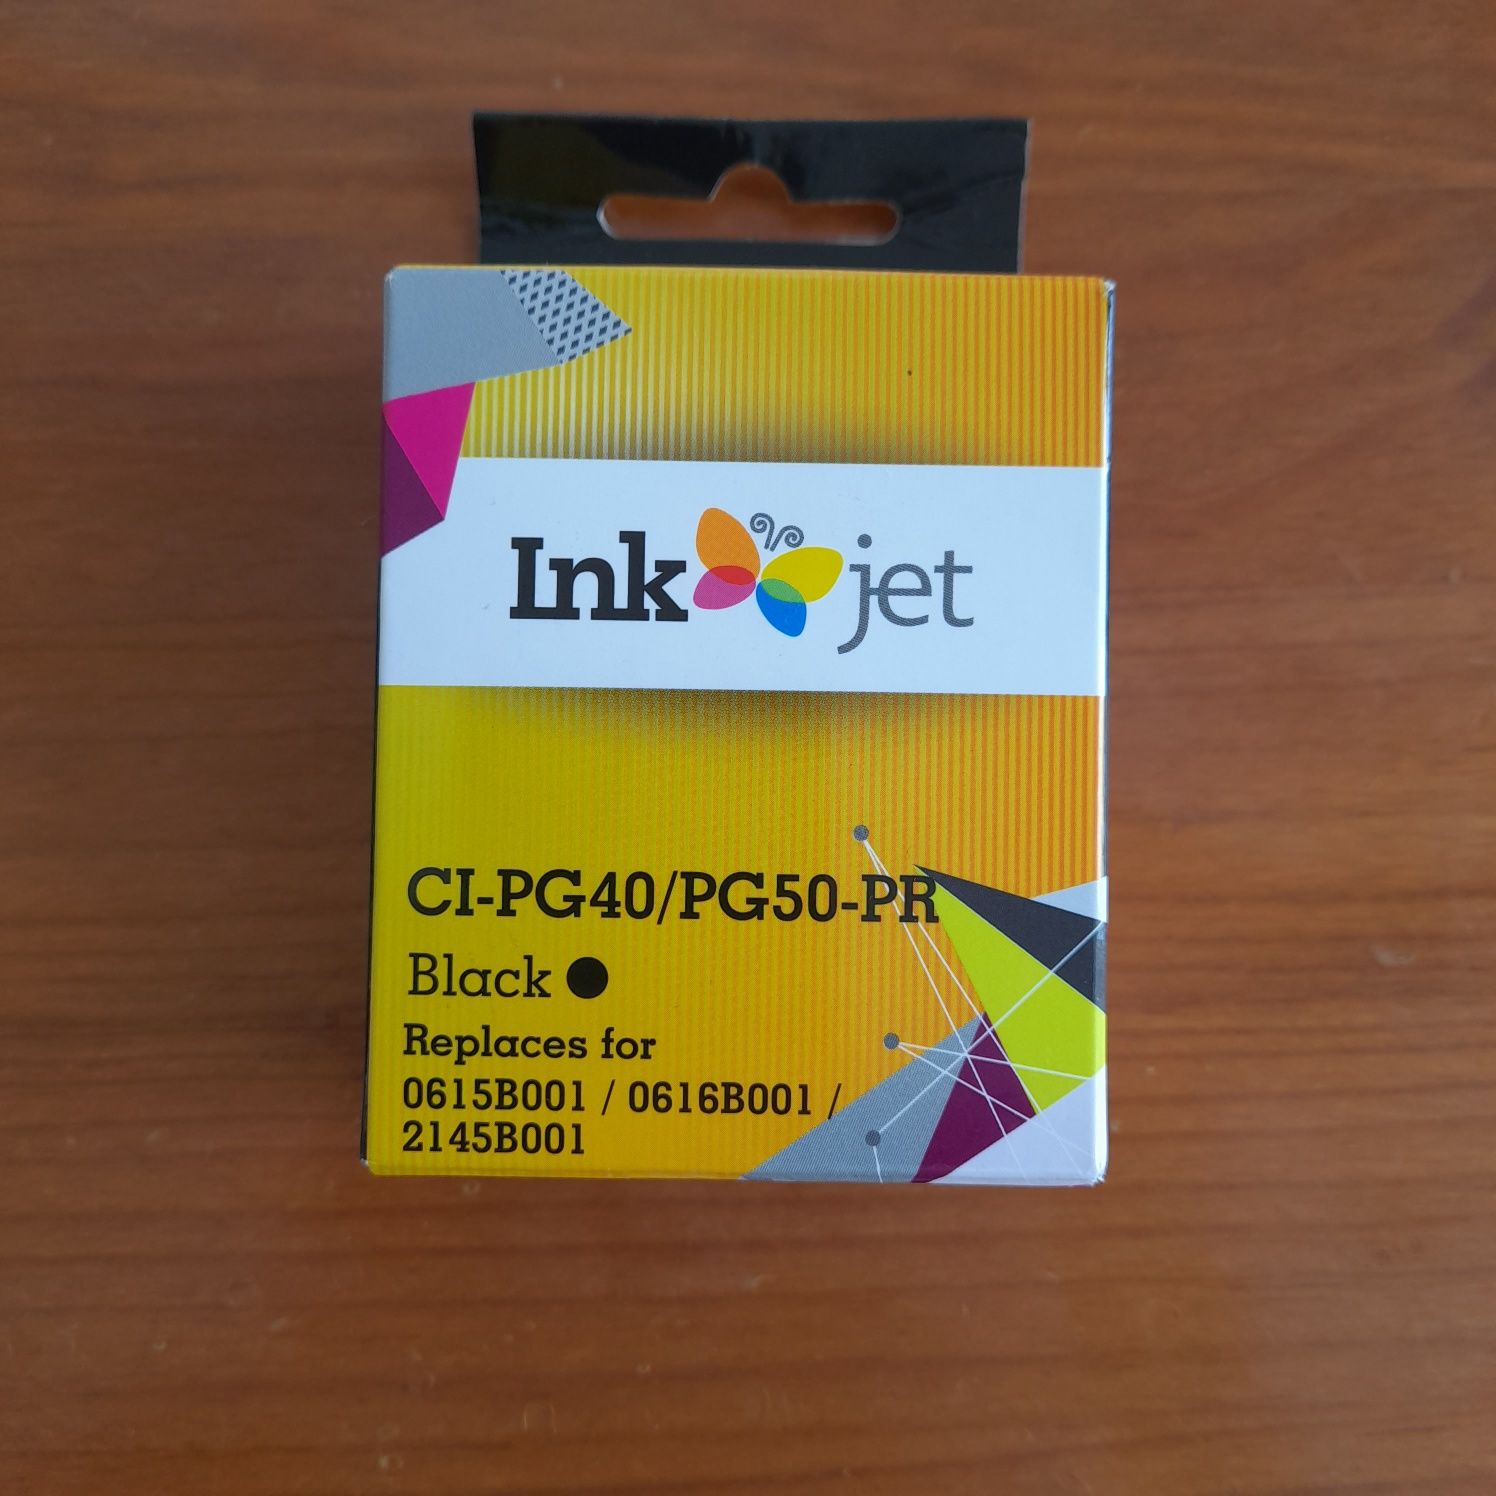 Ink jet
CI-PG40/PG50-PR
Black
Replaces for
0615B001 / 0616B001 /
2145B001